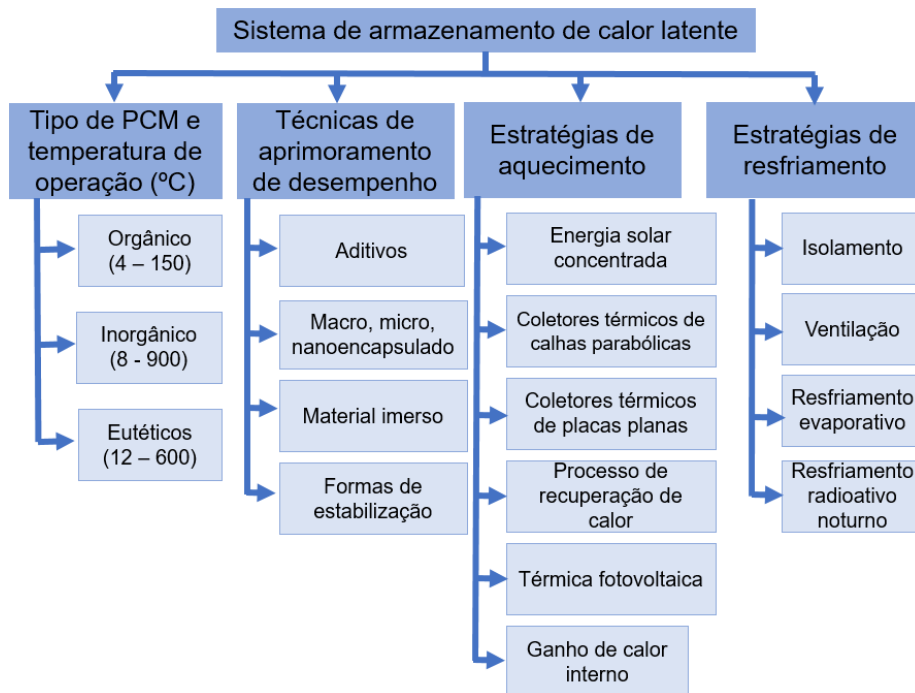 Sistema de armazenamento de calor latente
Tipo de PCM e
temperatura de
operação (ºC)
Orgânico
(4 – 150)
Inorgânico
(8 - 900)
Eutéticos
(12 – 600)
Técnicas de
aprimoramento
de desempenho
Aditivos
Macro, micro,
nanoencapsulado
Material imerso
Formas de
estabilização
Estratégias de
aquecimento
Energia solar
concentrada
Coletores térmicos de
calhas parabólicas
Coletores térmicos
de placas planas
Processo de
recuperação de
calor
Térmica fotovoltaica
Ganho de calor
interno
Estratégias de
resfriamento
Isolamento
Ventilação
Resfriamento
evaporativo
Resfriamento
radioativo
noturno